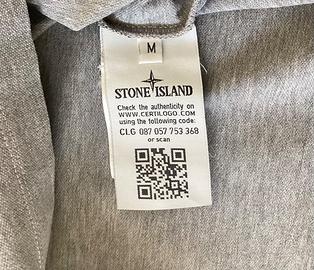 M
STONE ISLAND
Check the authenticity on
WWW.CERTILOGO.COM
using the following code:
CLG 087 057 753 368
or scan